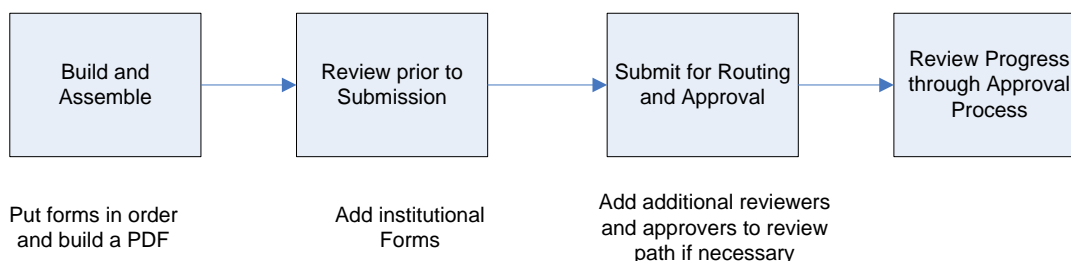 Build and
Assemble
Review prior to
Submission
Submit for Routing
and Approval
Review Progress
through Approval
Process
Put forms in order
and build a PDF
Add institutional
Forms
Add additional reviewers
and approvers to review
path if necessary